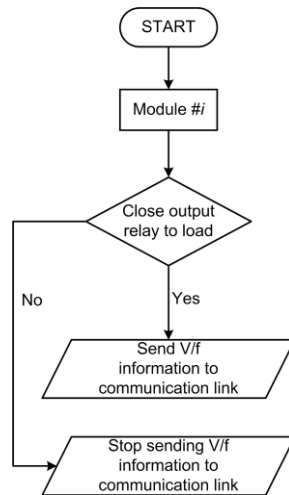 START
Module #i
Close output
relay to load
No
Yes
Send V/f
information to
communication link
Stop sending V/f
information to
communication link